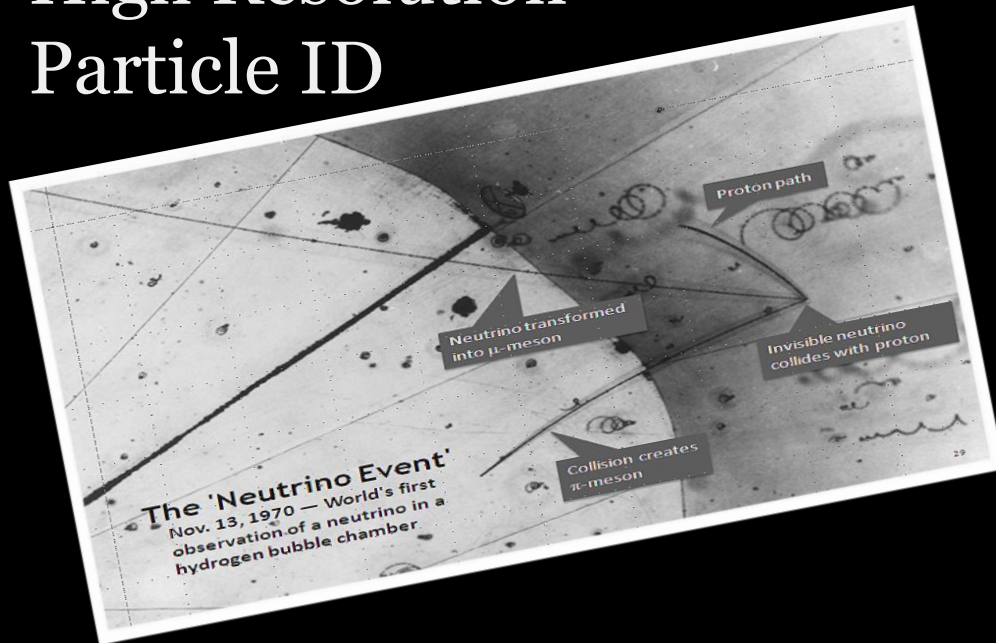 High Resolution
Particle ID
Proton path
Neutrino transformed
into μ-meson
Invisible neutrino
collides with proton
Collision creates
π-meson
The 'Neutrino Event'
Nov. 13, 1970 — World's first
observation of a neutrino in a
hydrogen bubble chamber
29